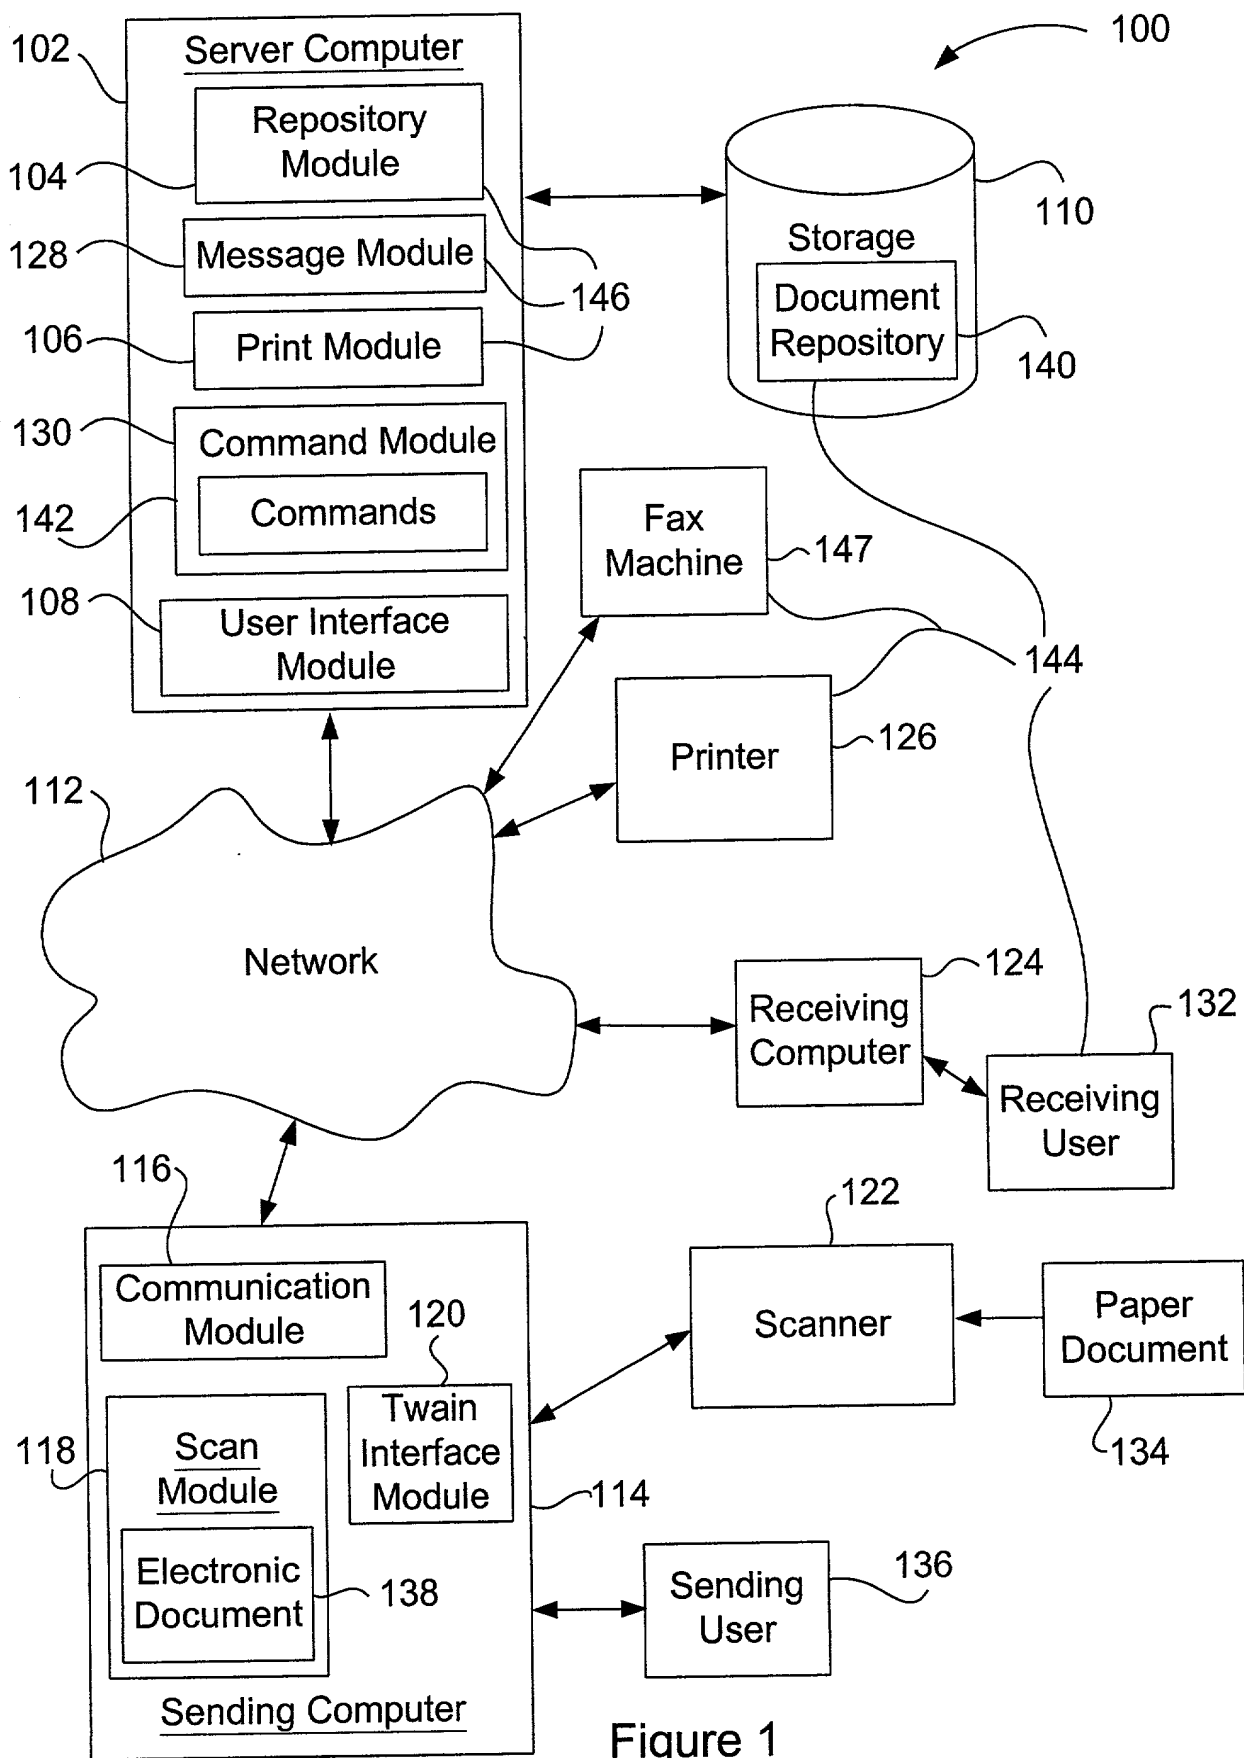 100
102
Server Computer
Repository
Module
104
128
Message Module
146
106
Print Module
130
Command Module
142
Commands
108
User Interface
Module
110
Storage
Document
Repository
140
Fax
Machine
147
144
Printer
126
112
Network
124
Receiving
Computer
132
Receiving
User
116
Communication
Module
120
Twain
Interface
Module
122
Scanner
Paper
Document
134
118
Scan
Module
114
Electronic
Document
138
Sending
User
136
Sending Computer
Figure 1